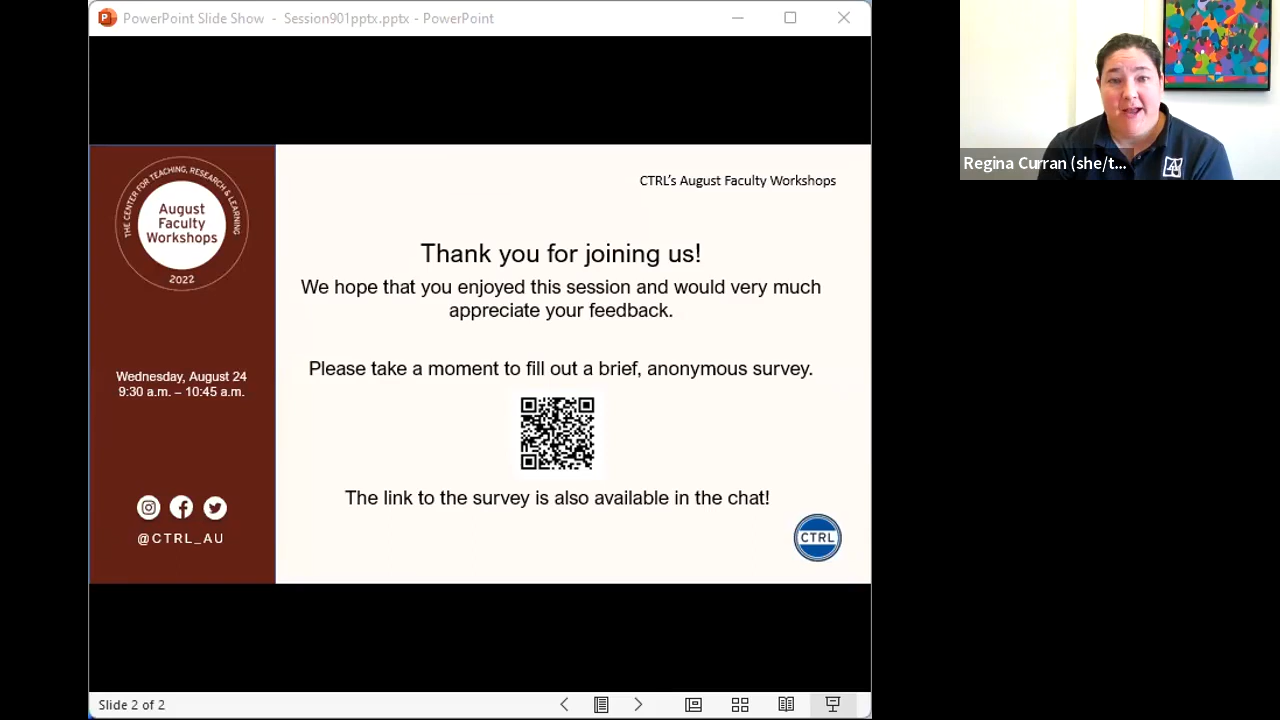 PowerPoint Slide Show - Session901pptx.pptx - PowerPoint
THE CENTER FOR TEACHING, RESEARCH & LEARNING
August
Faculty
Workshops
2022
Wednesday, August 24
9:30 a.m. – 10:45 a.m.
@CTRL_AU
CTRL's August Faculty Workshops
Thank you for joining us!
We hope that you enjoyed this session and would very much
appreciate your feedback.
Please take a moment to fill out a brief, anonymous survey.
The link to the survey is also available in the chat!
CTRL
Regina Curran (she/t...
Slide 2 of 2